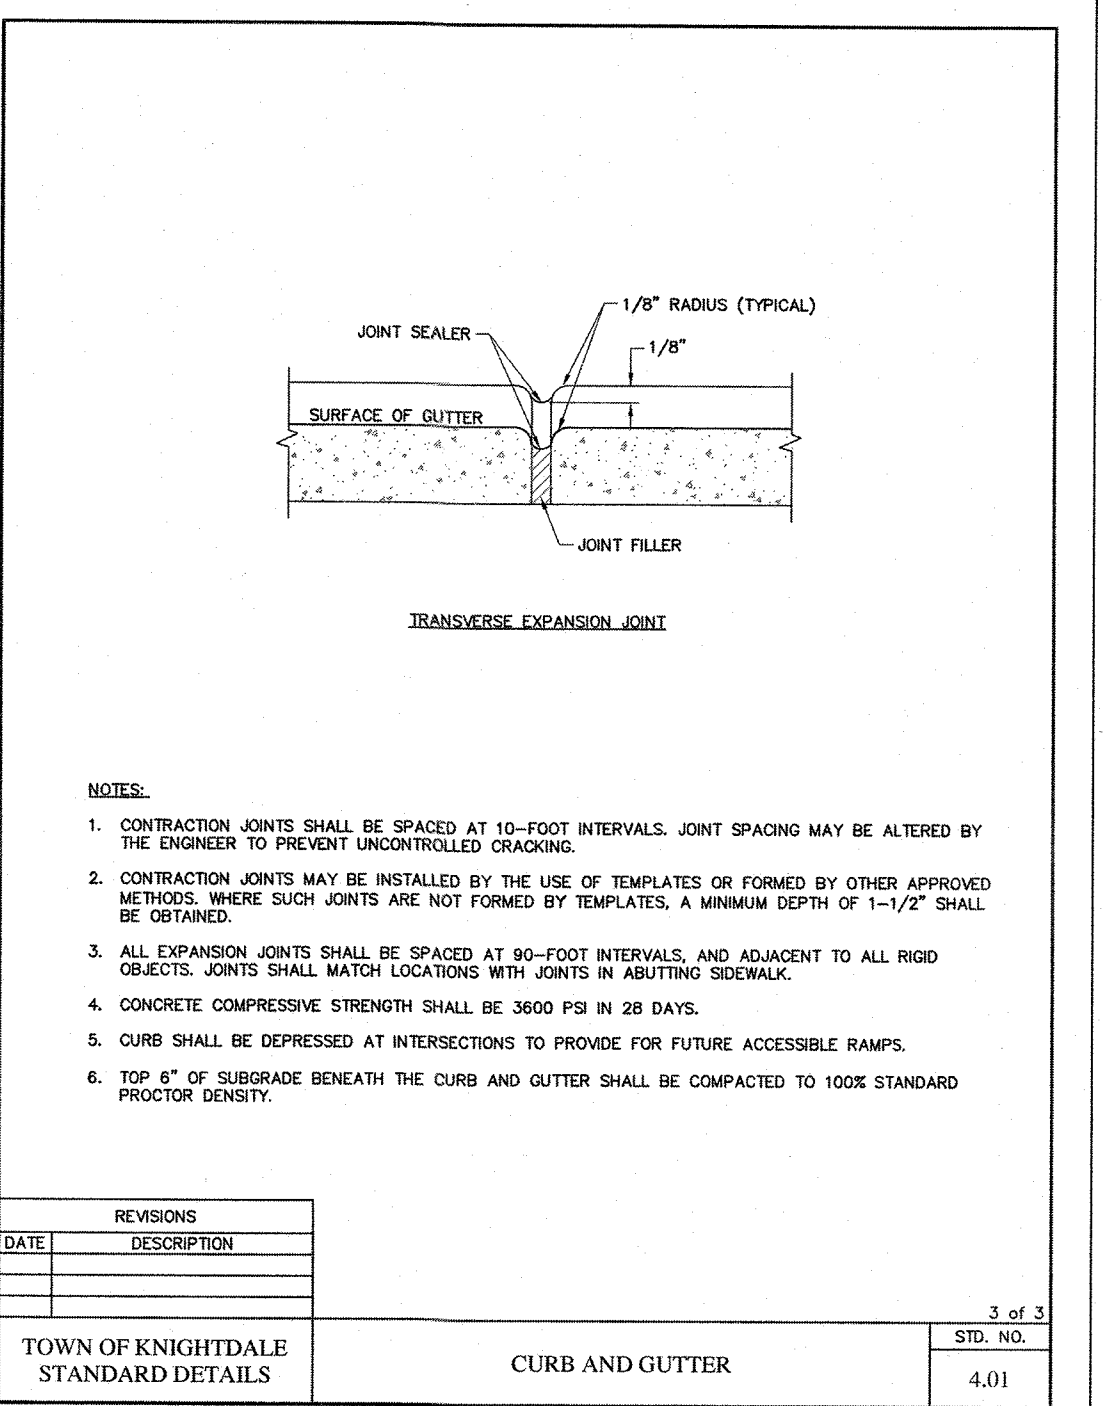 1/8" RADIUS (TYPICAL)
JOINT SEALER
1/8"
SURFACE OF GUTTER
JOINT FILLER
TRANSVERSE EXPANSION JOINT
NOTES:
1. CONTRACTION JOINTS SHALL BE SPACED AT 10-FOOT INTERVALS. JOINT SPACING MAY BE ALTERED BY
THE ENGINEER TO PREVENT UNCONTROLLED CRACKING.
2. CONTRACTION JOINTS MAY BE INSTALLED BY THE USE OF TEMPLATES OR FORMED BY OTHER APPROVED
METHODS. WHERE SUCH JOINTS ARE NOT FORMED BY TEMPLATES, A MINIMUM DEPTH OF 1-1/2" SHALL
BE OBTAINED.
3. ALL EXPANSION JOINTS SHALL BE SPACED AT 90-FOOT INTERVALS, AND ADJACENT TO ALL RIGID
OBJECTS. JOINTS SHALL MATCH LOCATIONS WITH JOINTS IN ABUTTING SIDEWALK.
4. CONCRETE COMPRESSIVE STRENGTH SHALL BE 3600 PSI IN 28 DAYS.
5. CURB SHALL BE DEPRESSED AT INTERSECTIONS TO PROVIDE FOR FUTURE ACCESSIBLE RAMPS.
6. TOP 6" OF SUBGRADE BENEATH THE CURB AND GUTTER SHALL BE COMPACTED TO 100% STANDARD
PROCTOR DENSITY.
REVISIONS
DATE DESCRIPTION
3 of 3
TOWN OF KNIGHTDALE
STANDARD DETAILS
CURB AND GUTTER
STD. NO.
4.01